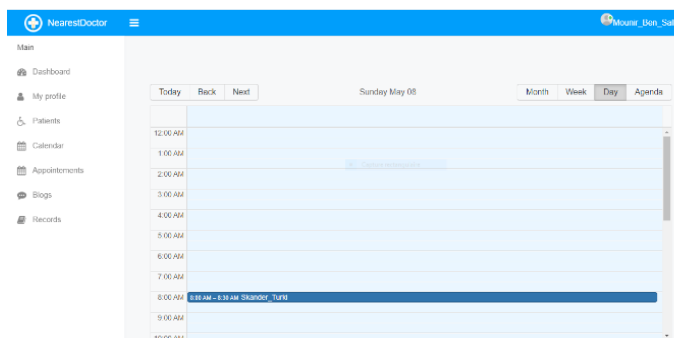 NearestDoctor
Mounir_Ben_Sal
Main
Dashboard
My profile
Patients
Calendar
Appointements
Blogs
Records
Today Back Next
Sunday May 08
Month Week Day Agenda
12:00 AM
1:00 AM
2:00 AM
3:00 AM
4:00 AM
5:00 AM
6:00 AM
7:00 AM
8:00 AM 8:00 AM – 8:30 AM Skander_Turki
9:00 AM
10:00 AM